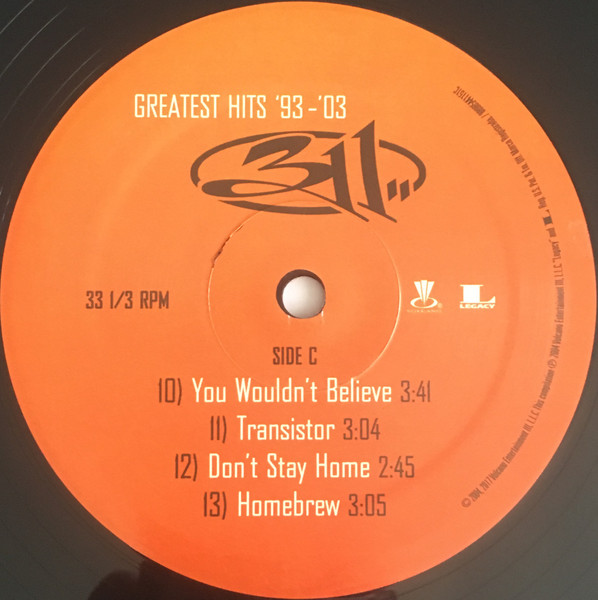 GREATEST HITS '93-'03
311
33 1/3 RPM
LEGACY
SIDE C
10) You Wouldn't Believe 3:41
11) Transistor 3:04
12) Don't Stay Home 2:45
13) Homebrew 3:05